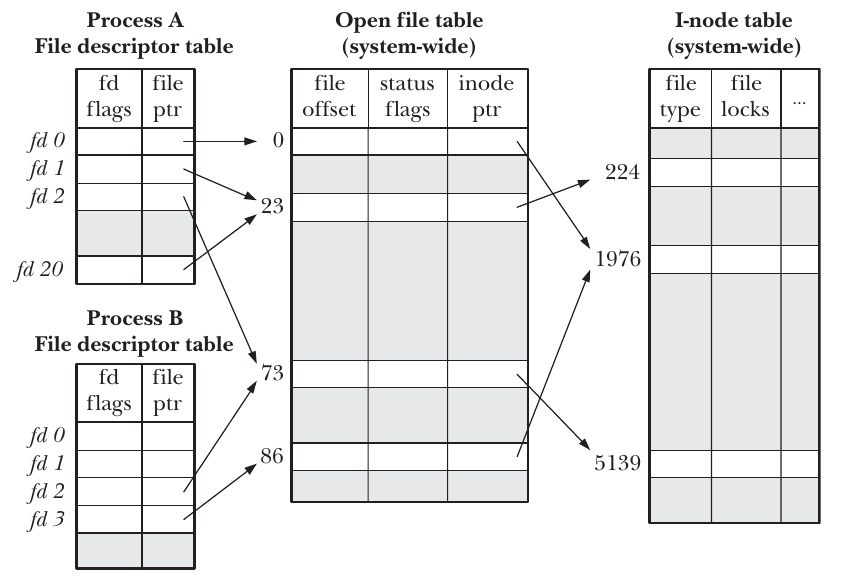 Process A
File descriptor table
fd
flags
file
ptr
fd 0
fd 1
fd 2
fd 20
Process B
File descriptor table
fd
flags
file
ptr
fd 0
fd 1
fd 2
fd 3
Open file table
(system-wide)
file
offset
status
flags
inode
ptr
0
23
73
86
I-node table
(system-wide)
file
type
file
locks
...
224
1976
5139